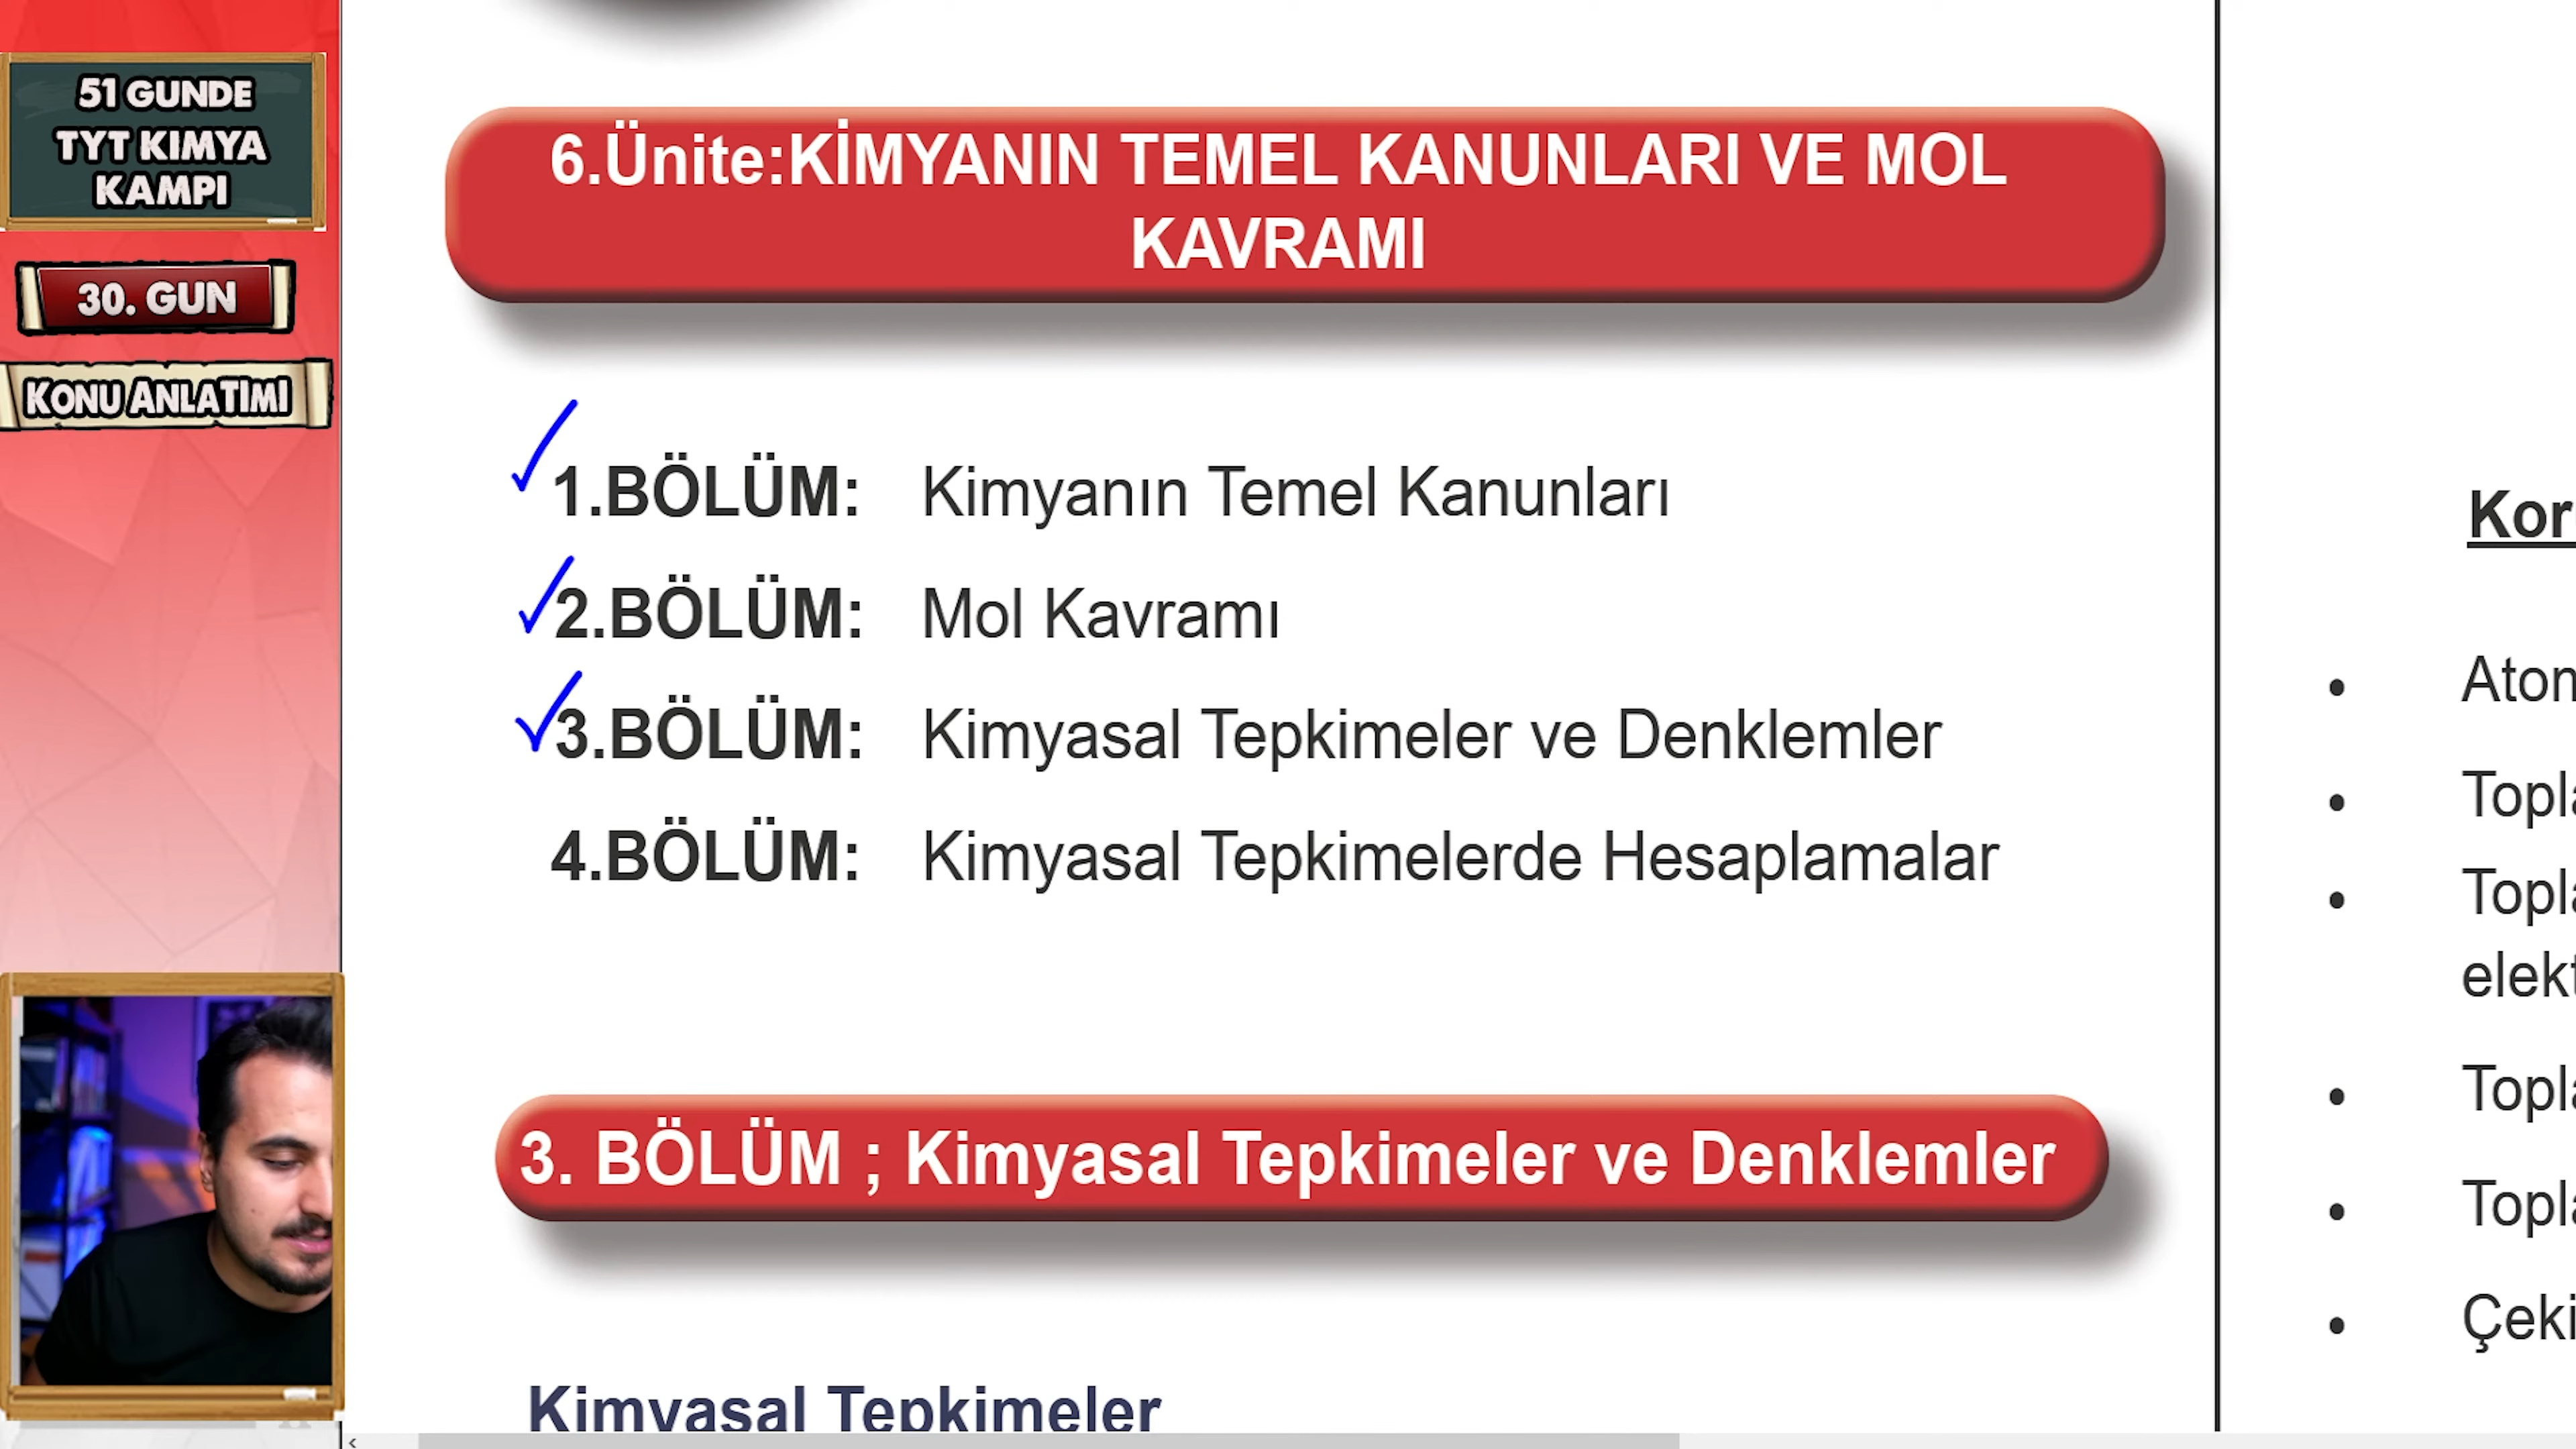 51 GUNDE
TYT KIMYA
KAMPI
30. GUN
KONU ANLATIMI
6.Ünite:KİMYANIN TEMEL KANUNLARI VE MOL
KAVRAMI
1.BÖLÜM: Kimyanın Temel Kanunları
2.BÖLÜM: Mol Kavramı
3.BÖLÜM: Kimyasal Tepkimeler ve Denklemler
4.BÖLÜM: Kimyasal Tepkimelerde Hesaplamalar
3. BÖLÜM ; Kimyasal Tepkimeler ve Denklemler
Kimyasal Tepkimeler